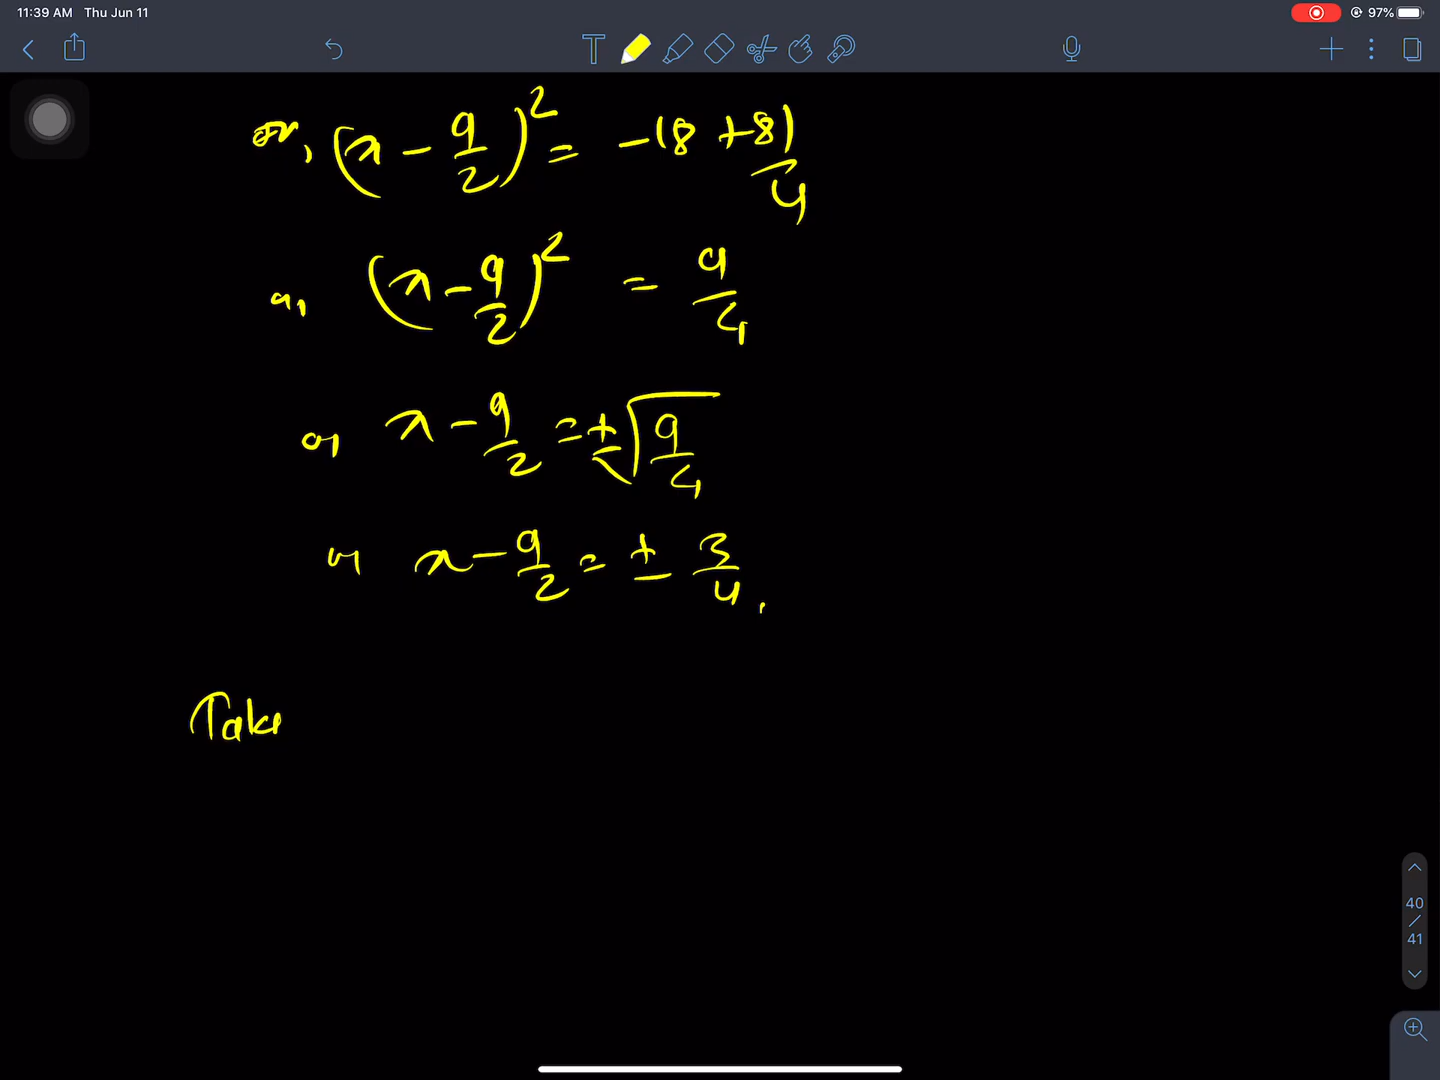 11:39 AM Thu Jun 11 97%
T
or, (x - 9/2)^2 = -18 + 81/4
or, (x - 9/2)^2 = 9/4
or x - 9/2 = ±√(9/4)
or x - 9/2 = ± 3/4,
Take
40
/
41